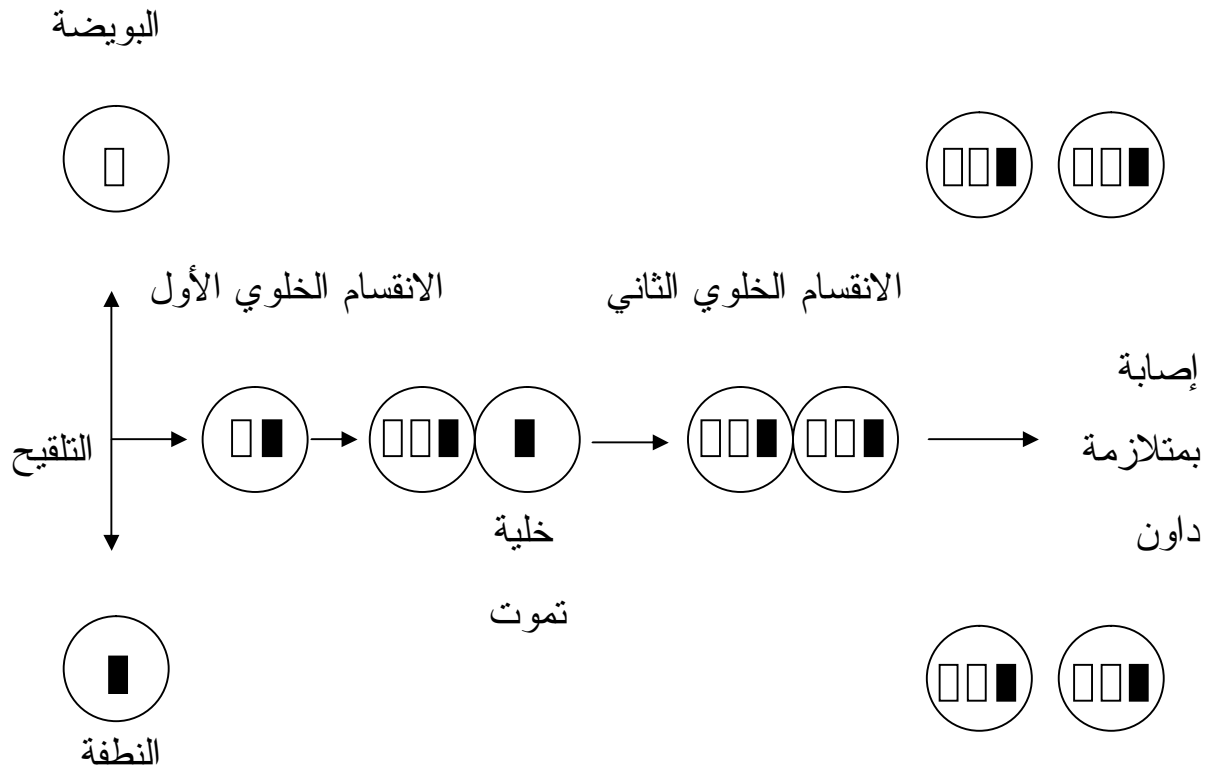 البويضة
الانقسام الخلوي الأول
الانقسام الخلوي الثاني
التلقيح
إصابة
بمتلازمة
داون
خلية
تموت
النطفة